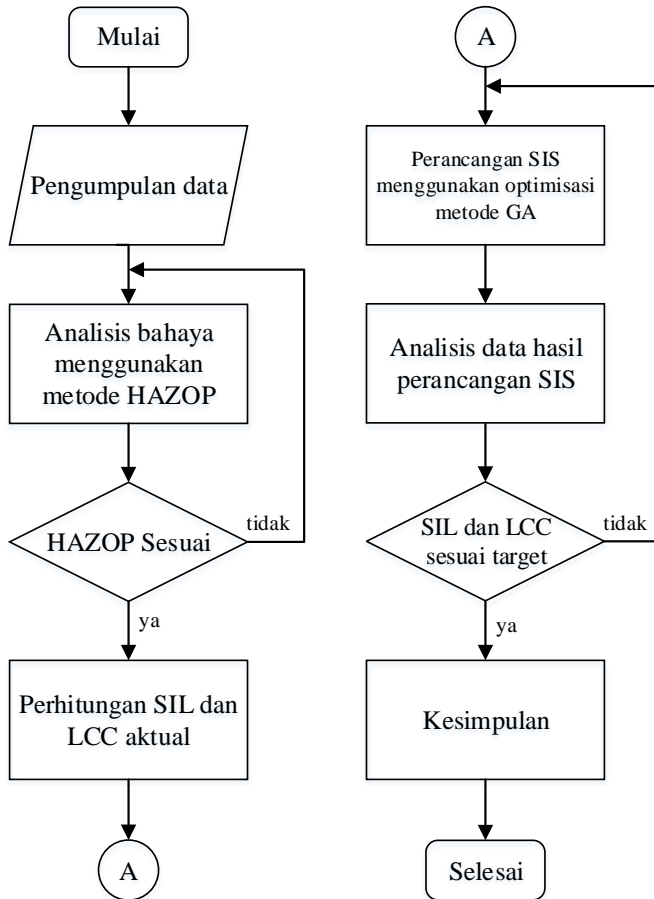 Mulai
Pengumpulan data
Analisis bahaya
menggunakan
metode HAZOP
HAZOP Sesuai
tidak
ya
Perhitungan SIL dan
LCC aktual
A
A
Perancangan SIS
menggunakan optimisasi
metode GA
Analisis data hasil
perancangan SIS
SIL dan LCC
sesuai target
tidak
ya
Kesimpulan
Selesai